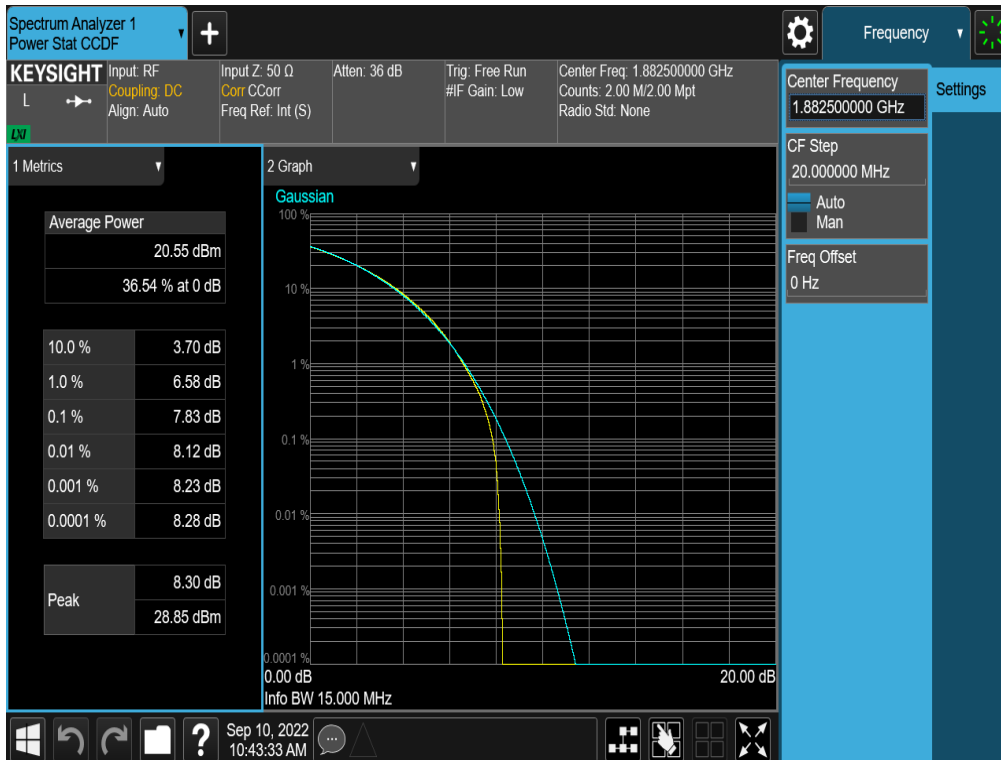 Spectrum Analyzer 1
Power Stat CCDF
+
Frequency
KEYSIGHT
L
LXI
Input: RF
Coupling: DC
Align: Auto
Input Z: 50 Ω
Corr CCorr
Freq Ref: Int (S)
Atten: 36 dB
Trig: Free Run
#IF Gain: Low
Center Freq: 1.882500000 GHz
Counts: 2.00 M/2.00 Mpt
Radio Std: None
Center Frequency
1.882500000 GHz
Settings
CF Step
20.000000 MHz
Auto
Man
Freq Offset
0 Hz
1 Metrics
Average Power
20.55 dBm
36.54 % at 0 dB
10.0 % 3.70 dB
1.0 % 6.58 dB
0.1 % 7.83 dB
0.01 % 8.12 dB
0.001 % 8.23 dB
0.0001 % 8.28 dB
Peak
8.30 dB
28.85 dBm
2 Graph
Gaussian
100 %
10 %
1 %
0.1 %
0.01 %
0.001 %
0.0001 %
0.00 dB 20.00 dB
Info BW 15.000 MHz
?
Sep 10, 2022
10:43:33 AM